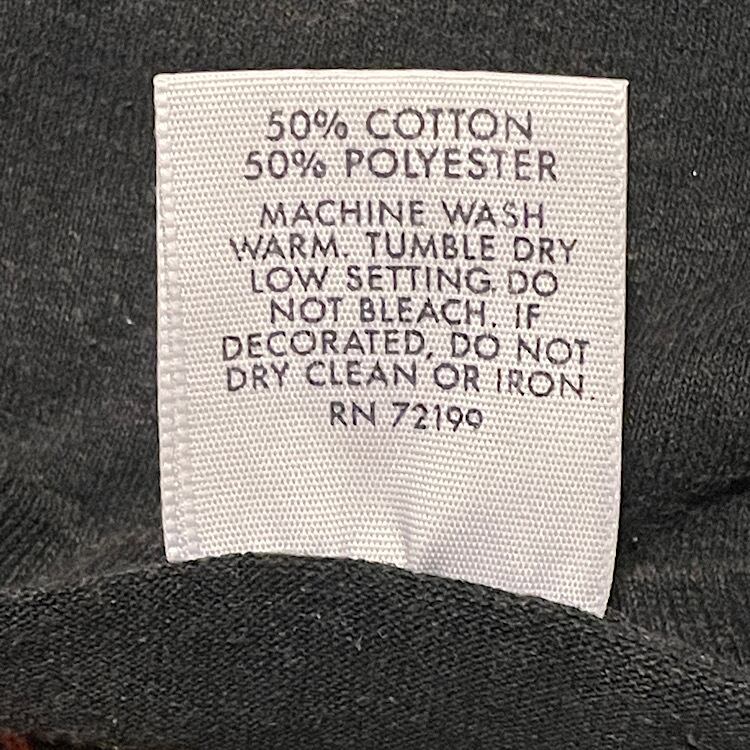 50% COTTON
50% POLYESTER
MACHINE WASH
WARM. TUMBLE DRY
LOW SETTING. DO
NOT BLEACH. IF
DECORATED, DO NOT
DRY CLEAN OR IRON.
RN 72199